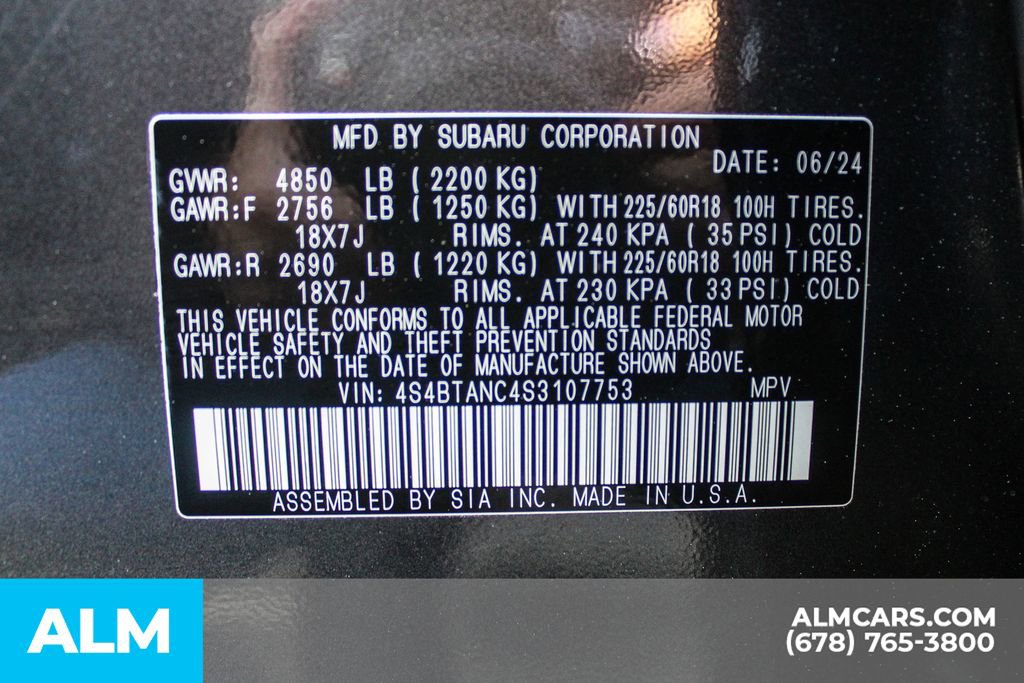 MFD BY SUBARU CORPORATION
DATE: 06/24
GVWR: 4850 LB ( 2200 KG)
GAWR:F 2756 LB ( 1250 KG) WITH 225/60R18 100H TIRES.
18X7J RIMS. AT 240 KPA ( 35 PSI) COLD
GAWR:R 2690 LB ( 1220 KG) WITH 225/60R18 100H TIRES.
18X7J RIMS. AT 230 KPA ( 33 PSI) COLD
THIS VEHICLE CONFORMS TO ALL APPLICABLE FEDERAL MOTOR
VEHICLE SAFETY AND THEFT PREVENTION STANDARDS
IN EFFECT ON THE DATE OF MANUFACTURE SHOWN ABOVE.
VIN: 4S4BTANC4S3107753 MPV
ASSEMBLED BY SIA INC. MADE IN U.S.A.
ALM
ALMCARS.COM
(678) 765-3800